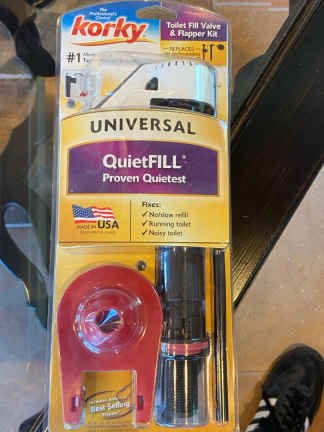 The
Professional's
Choice
korky
Toilet Fill Valve
& Flapper Kit
REPLACES
#1
UNIVERSAL
QuietFILL®
Proven Quietest
MADE IN USA
Fixes:
✓No/slow refill
✓Running toilet
✓Noisy toilet
Best Selling